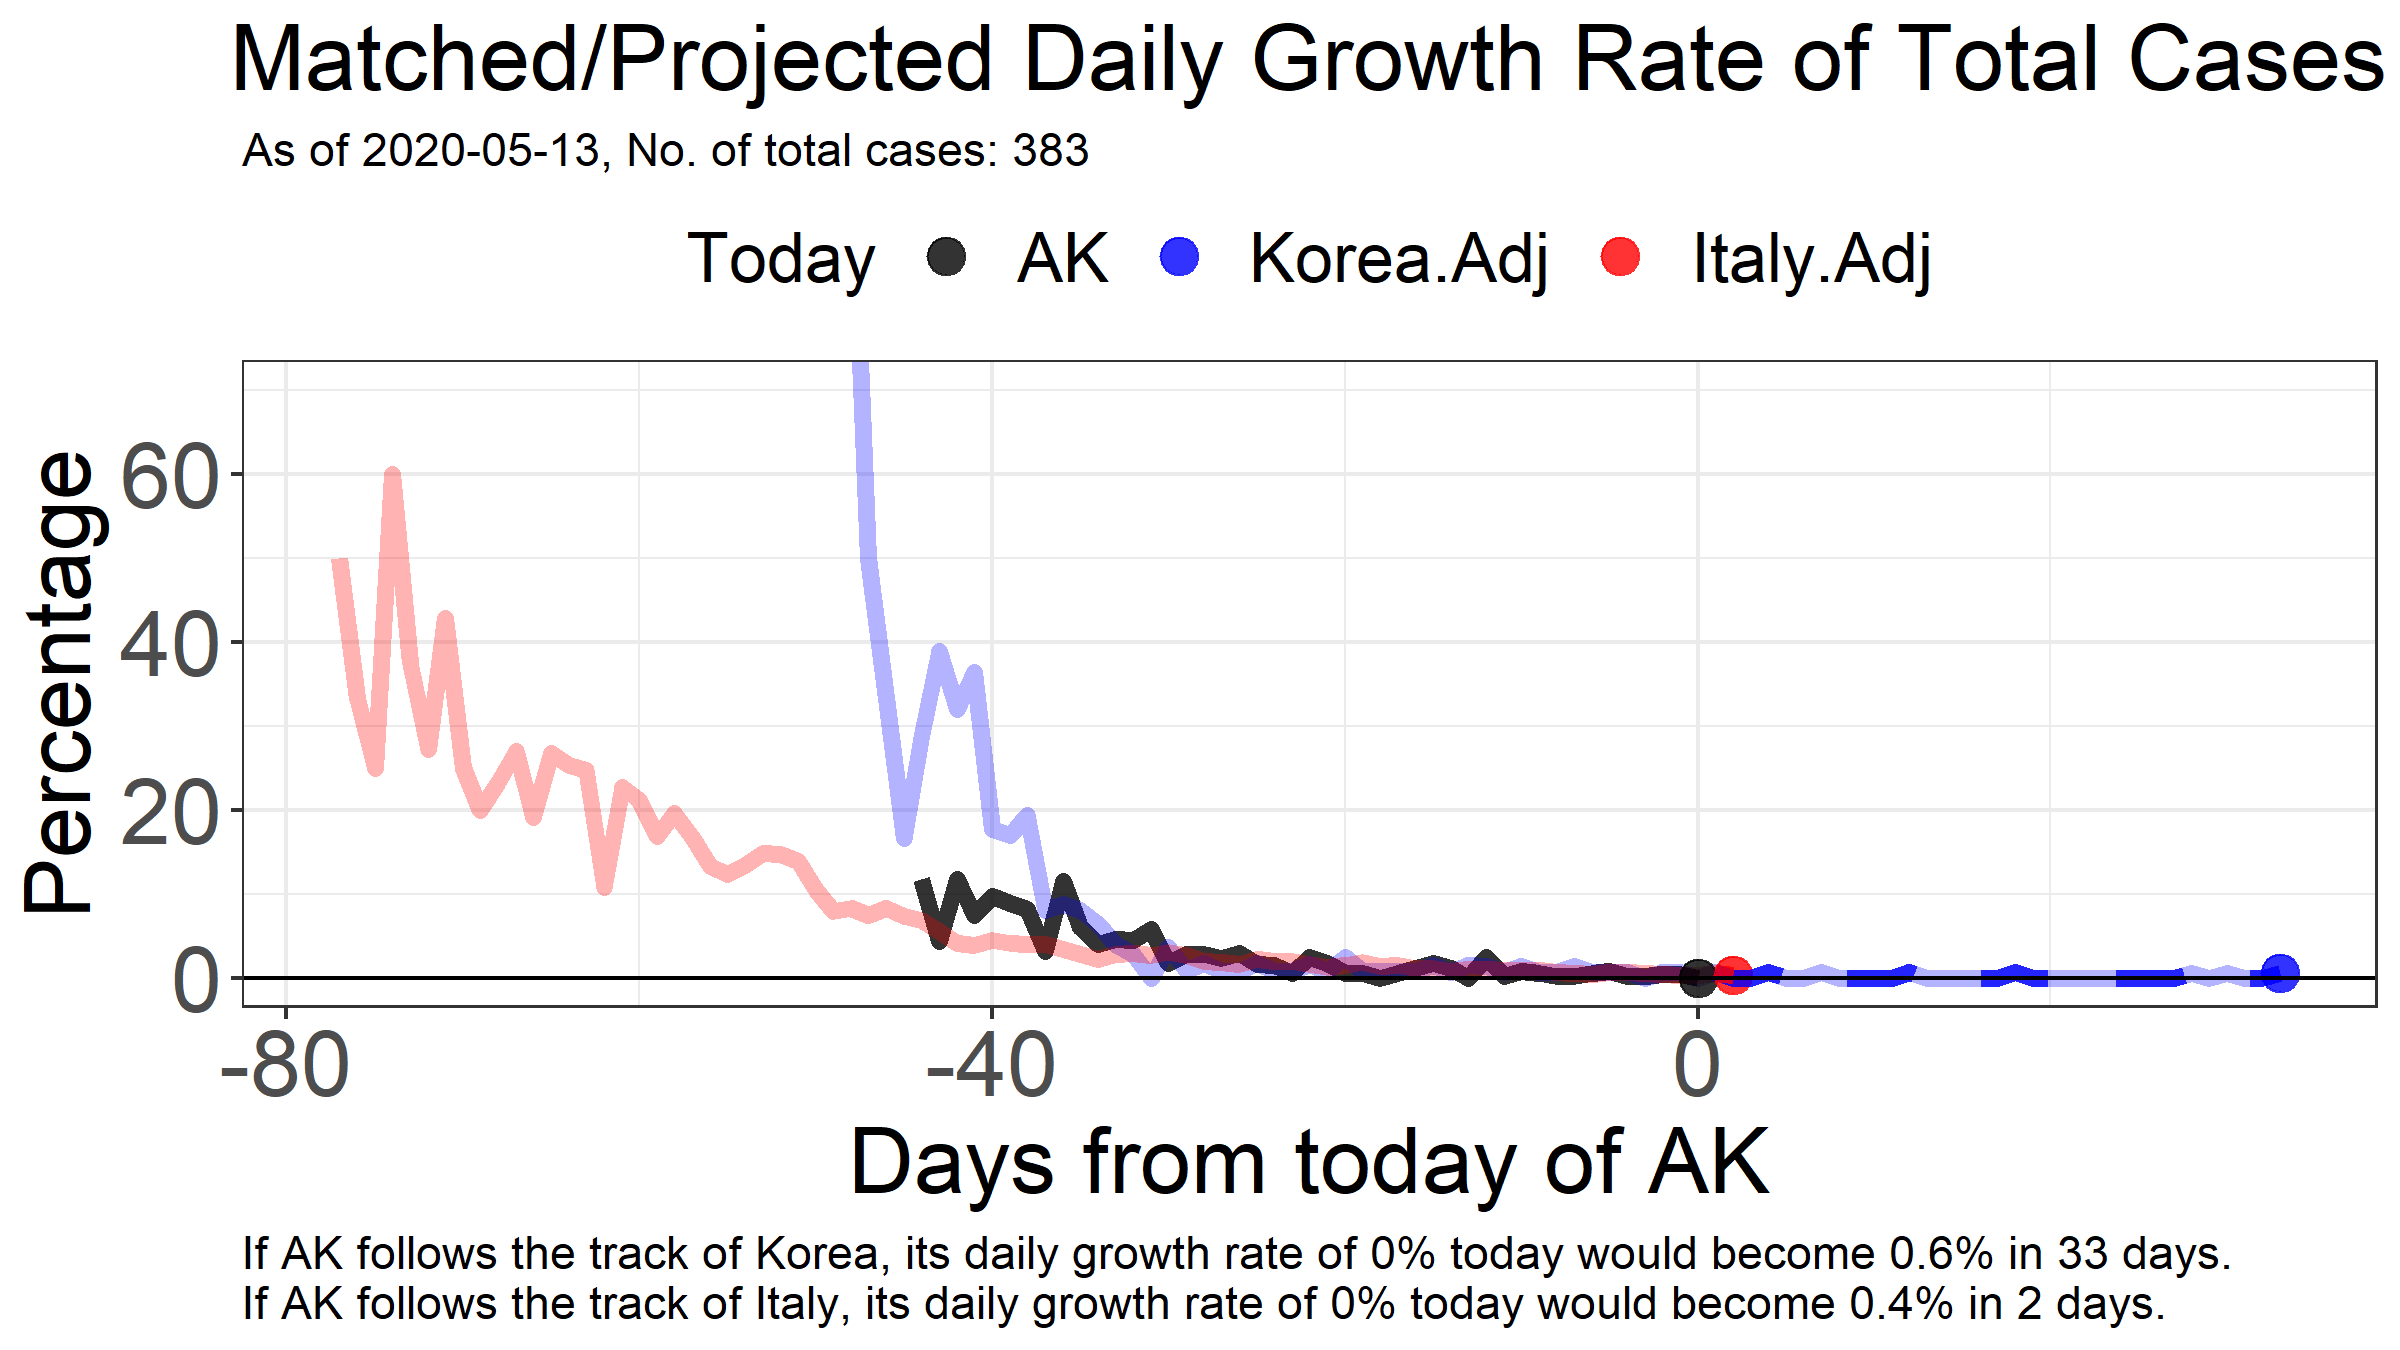 Matched/Projected Daily Growth Rate of Total Cases
As of 2020-05-13, No. of total cases: 383
Today AK Korea.Adj Italy.Adj
Percentage
60
40
20
0
-80 -40 0
Days from today of AK
If AK follows the track of Korea, its daily growth rate of 0% today would become 0.6% in 33 days.
If AK follows the track of Italy, its daily growth rate of 0% today would become 0.4% in 2 days.